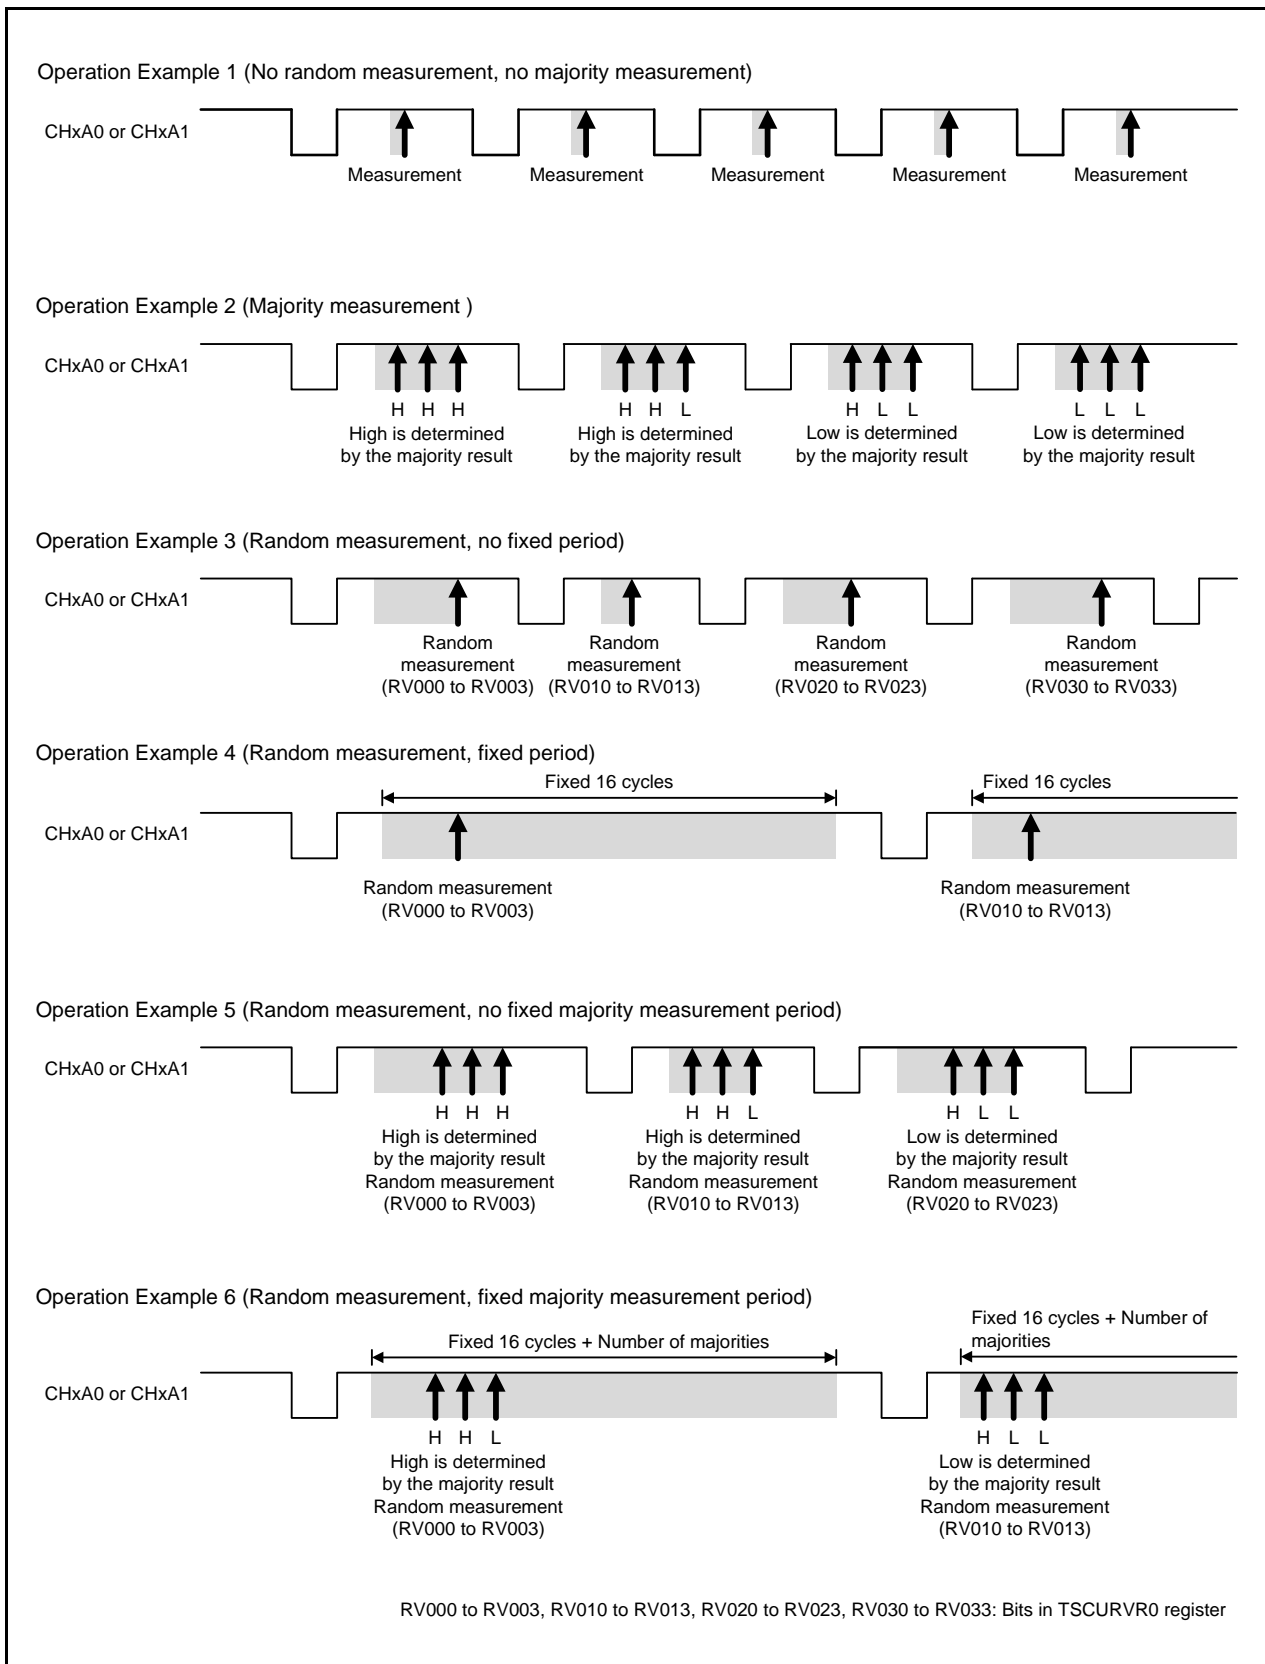 Operation Example 1 (No random measurement, no majority measurement)
CHxA0 or CHxA1
Measurement Measurement Measurement Measurement Measurement
Operation Example 2 (Majority measurement )
CHxA0 or CHxA1
H H H H H L H L L L L L
High is determined High is determined Low is determined Low is determined
by the majority result by the majority result by the majority result by the majority result
Operation Example 3 (Random measurement, no fixed period)
CHxA0 or CHxA1
Random Random Random Random
measurement measurement measurement measurement
(RV000 to RV003) (RV010 to RV013) (RV020 to RV023) (RV030 to RV033)
Operation Example 4 (Random measurement, fixed period)
Fixed 16 cycles Fixed 16 cycles
CHxA0 or CHxA1
Random measurement Random measurement
(RV000 to RV003) (RV010 to RV013)
Operation Example 5 (Random measurement, no fixed majority measurement period)
CHxA0 or CHxA1
H H H H H L H L L
High is determined High is determined Low is determined
by the majority result by the majority result by the majority result
Random measurement Random measurement Random measurement
(RV000 to RV003) (RV010 to RV013) (RV020 to RV023)
Operation Example 6 (Random measurement, fixed majority measurement period)
Fixed 16 cycles + Number of majorities
Fixed 16 cycles + Number of
majorities
CHxA0 or CHxA1
H H L H L L
High is determined Low is determined
by the majority result by the majority result
Random measurement Random measurement
(RV000 to RV003) (RV010 to RV013)
RV000 to RV003, RV010 to RV013, RV020 to RV023, RV030 to RV033: Bits in TSCURVR0 register